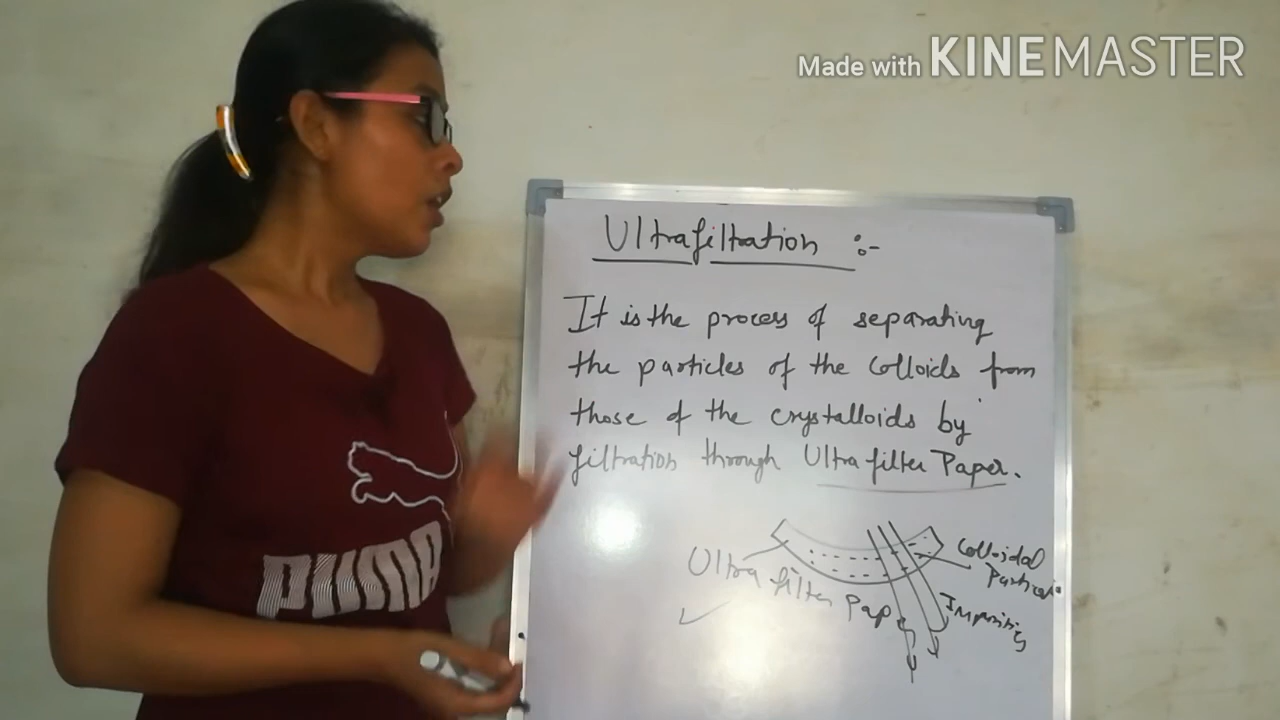 Made with KINEMASTER
Ultrafiltration :-
It is the process of separating
the particles of the Colloids from
those of the crystalloids by
filtration through Ultra filter Paper.
Ultra filter Paper
Colloidal
Particle
Impurities
PUMA